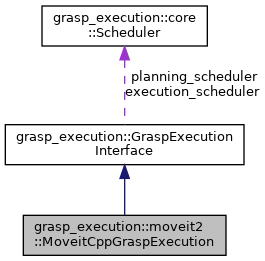 grasp_execution::core
::Scheduler
planning_scheduler
execution_scheduler
grasp_execution::GraspExecution
Interface
grasp_execution::moveit2
::MoveitCppGraspExecution